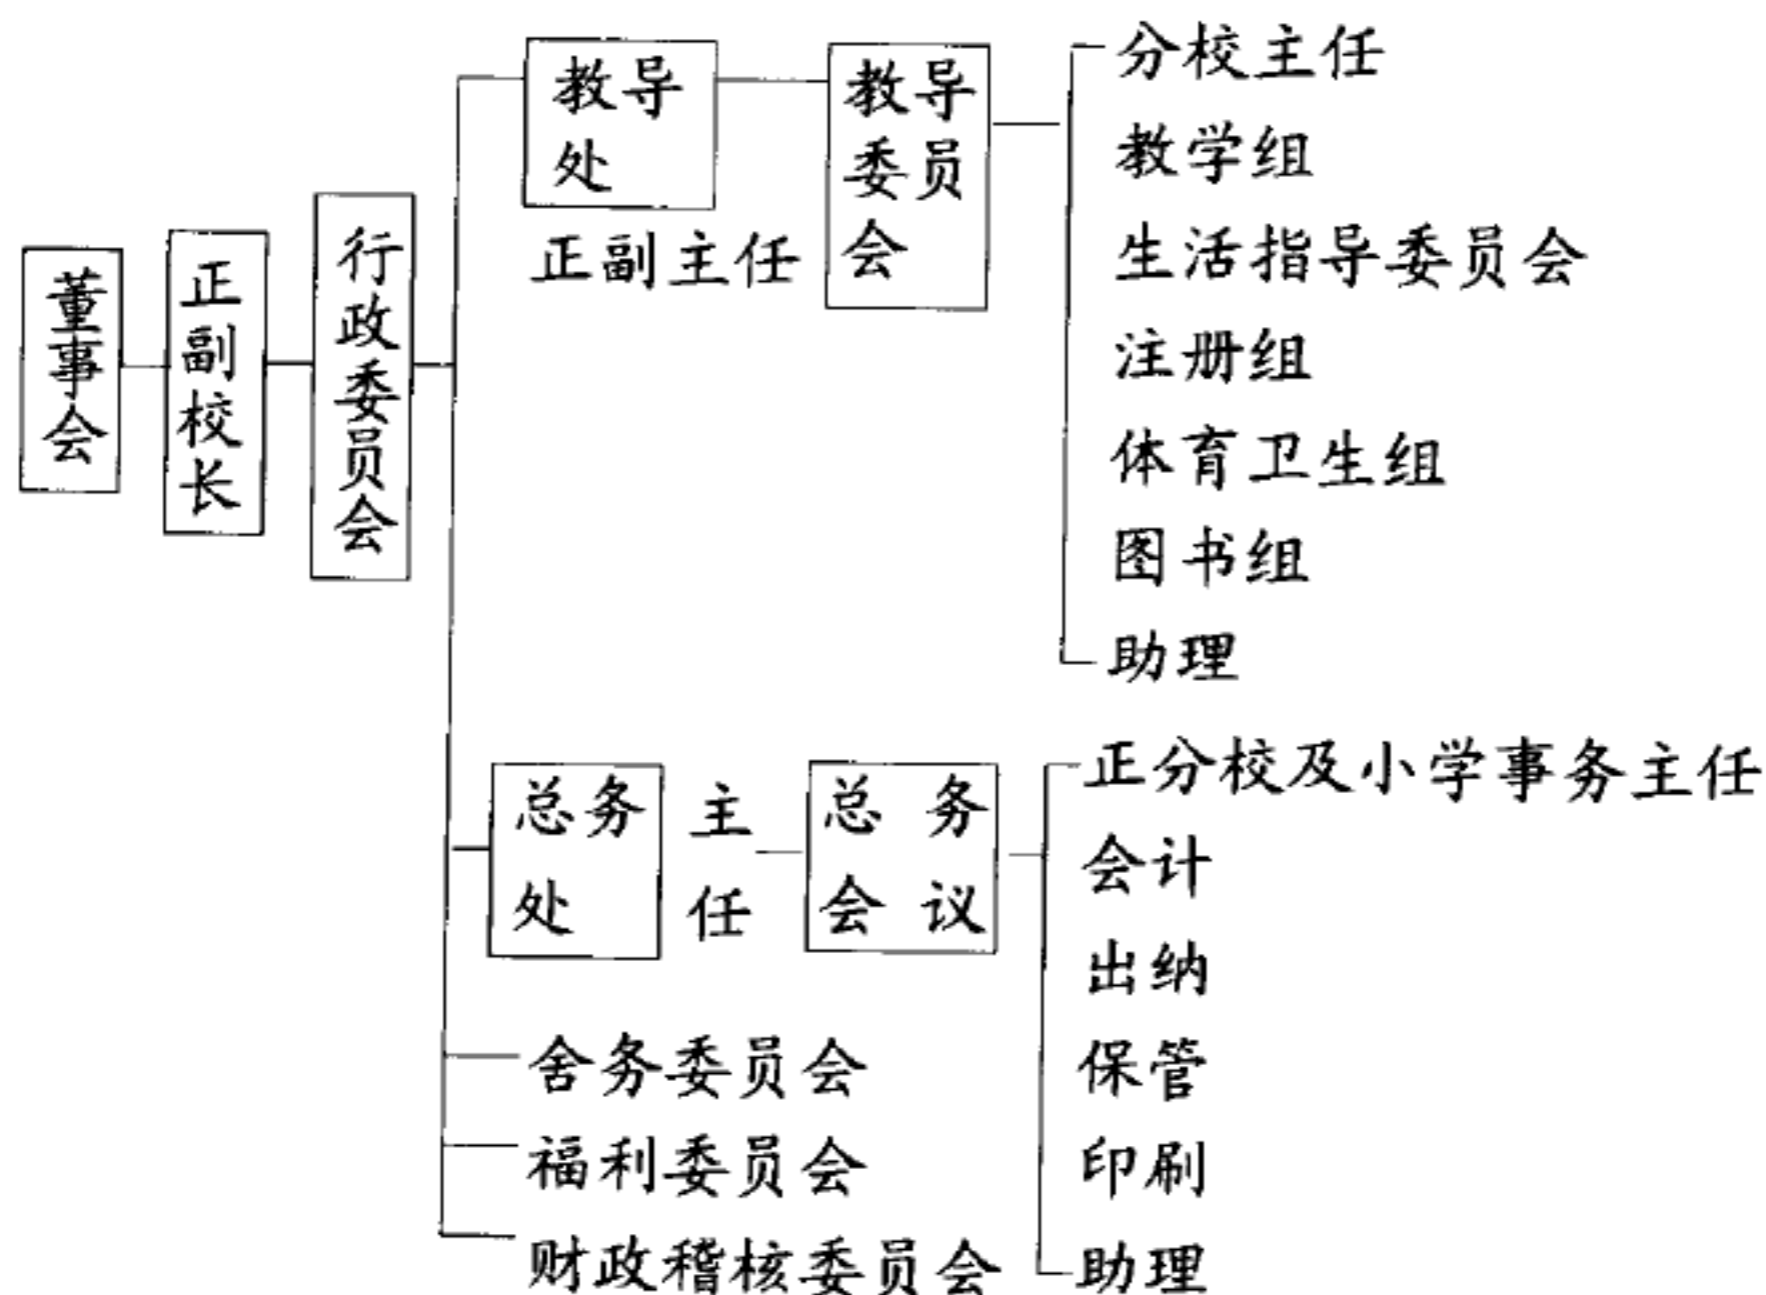 董事会
正副校长
行政委员会
教导
处
正副主任
教导
委员
会
分校主任
教学组
生活指导委员会
注册组
体育卫生组
图书组
助理
总务
处
主
任
总务
会议
正分校及小学事务主任
会计
出纳
保管
印刷
助理
舍务委员会
福利委员会
财政稽核委员会